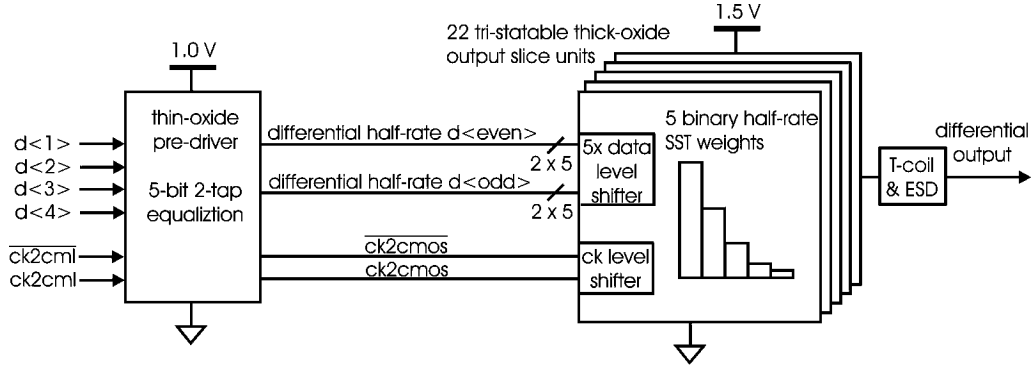 1.5 V
22 tri-statable thick-oxide
output slice units
1.0 V
thin-oxide
pre-driver
5-bit 2-tap
equaliztion
d<1>
d<2>
d<3>
d<4>
ck2cml
ck2cml
differential half-rate d<even>
2 x 5
differential half-rate d<odd>
2 x 5
ck2cmos
ck2cmos
5x data
level
shifter
ck level
shifter
5 binary half-rate
SST weights
T-coil
& ESD
differential
output